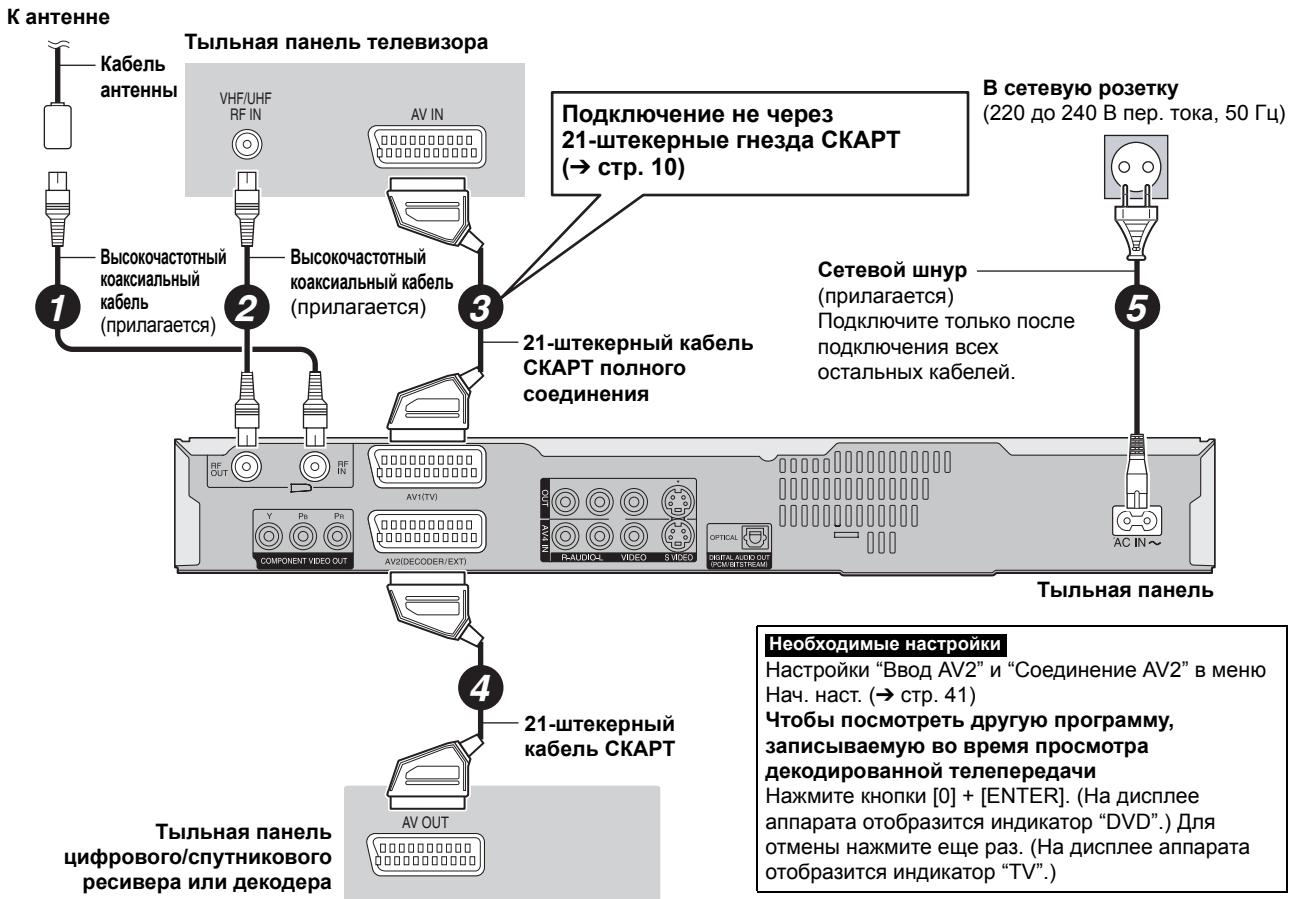 К антенне
Кабель
антенны
Тыльная панель телевизора
VHF/UHF
RF IN
AV IN
Подключение не через
21-штекерные гнезда СКАРТ
(➔ стр. 10)
В сетевую розетку
(220 до 240 В пер. тока, 50 Гц)
Высокочастотный
коаксиальный
кабель
(прилагается)
Высокочастотный
коаксиальный кабель
(прилагается)
1
2
3
21-штекерный кабель
СКАРТ полного
соединения
Сетевой шнур
(прилагается)
Подключите только после
подключения всех
остальных кабелей.
5
RF
OUT
RF
IN
AV1(TV)
Y PB PR
COMPONENT VIDEO OUT
AV2(DECODER/EXT)
OUT
AV4 IN
R-AUDIO-L VIDEO S VIDEO
OPTICAL
DIGITAL AUDIO OUT
(PCM/BITSTREAM)
AC IN ~
Тыльная панель
4
21-штекерный
кабель СКАРТ
AV OUT
Тыльная панель
цифрового/спутникового
ресивера или декодера
Необходимые настройки
Настройки “Ввод AV2” и “Соединение AV2” в меню
Нач. наст. (➔ стр. 41)
Чтобы посмотреть другую программу,
записываемую во время просмотра
декодированной телепередачи
Нажмите кнопки [0] + [ENTER]. (На дисплее
аппарата отобразится индикатор “DVD”.) Для
отмены нажмите еще раз. (На дисплее аппарата
отобразится индикатор “TV”.)